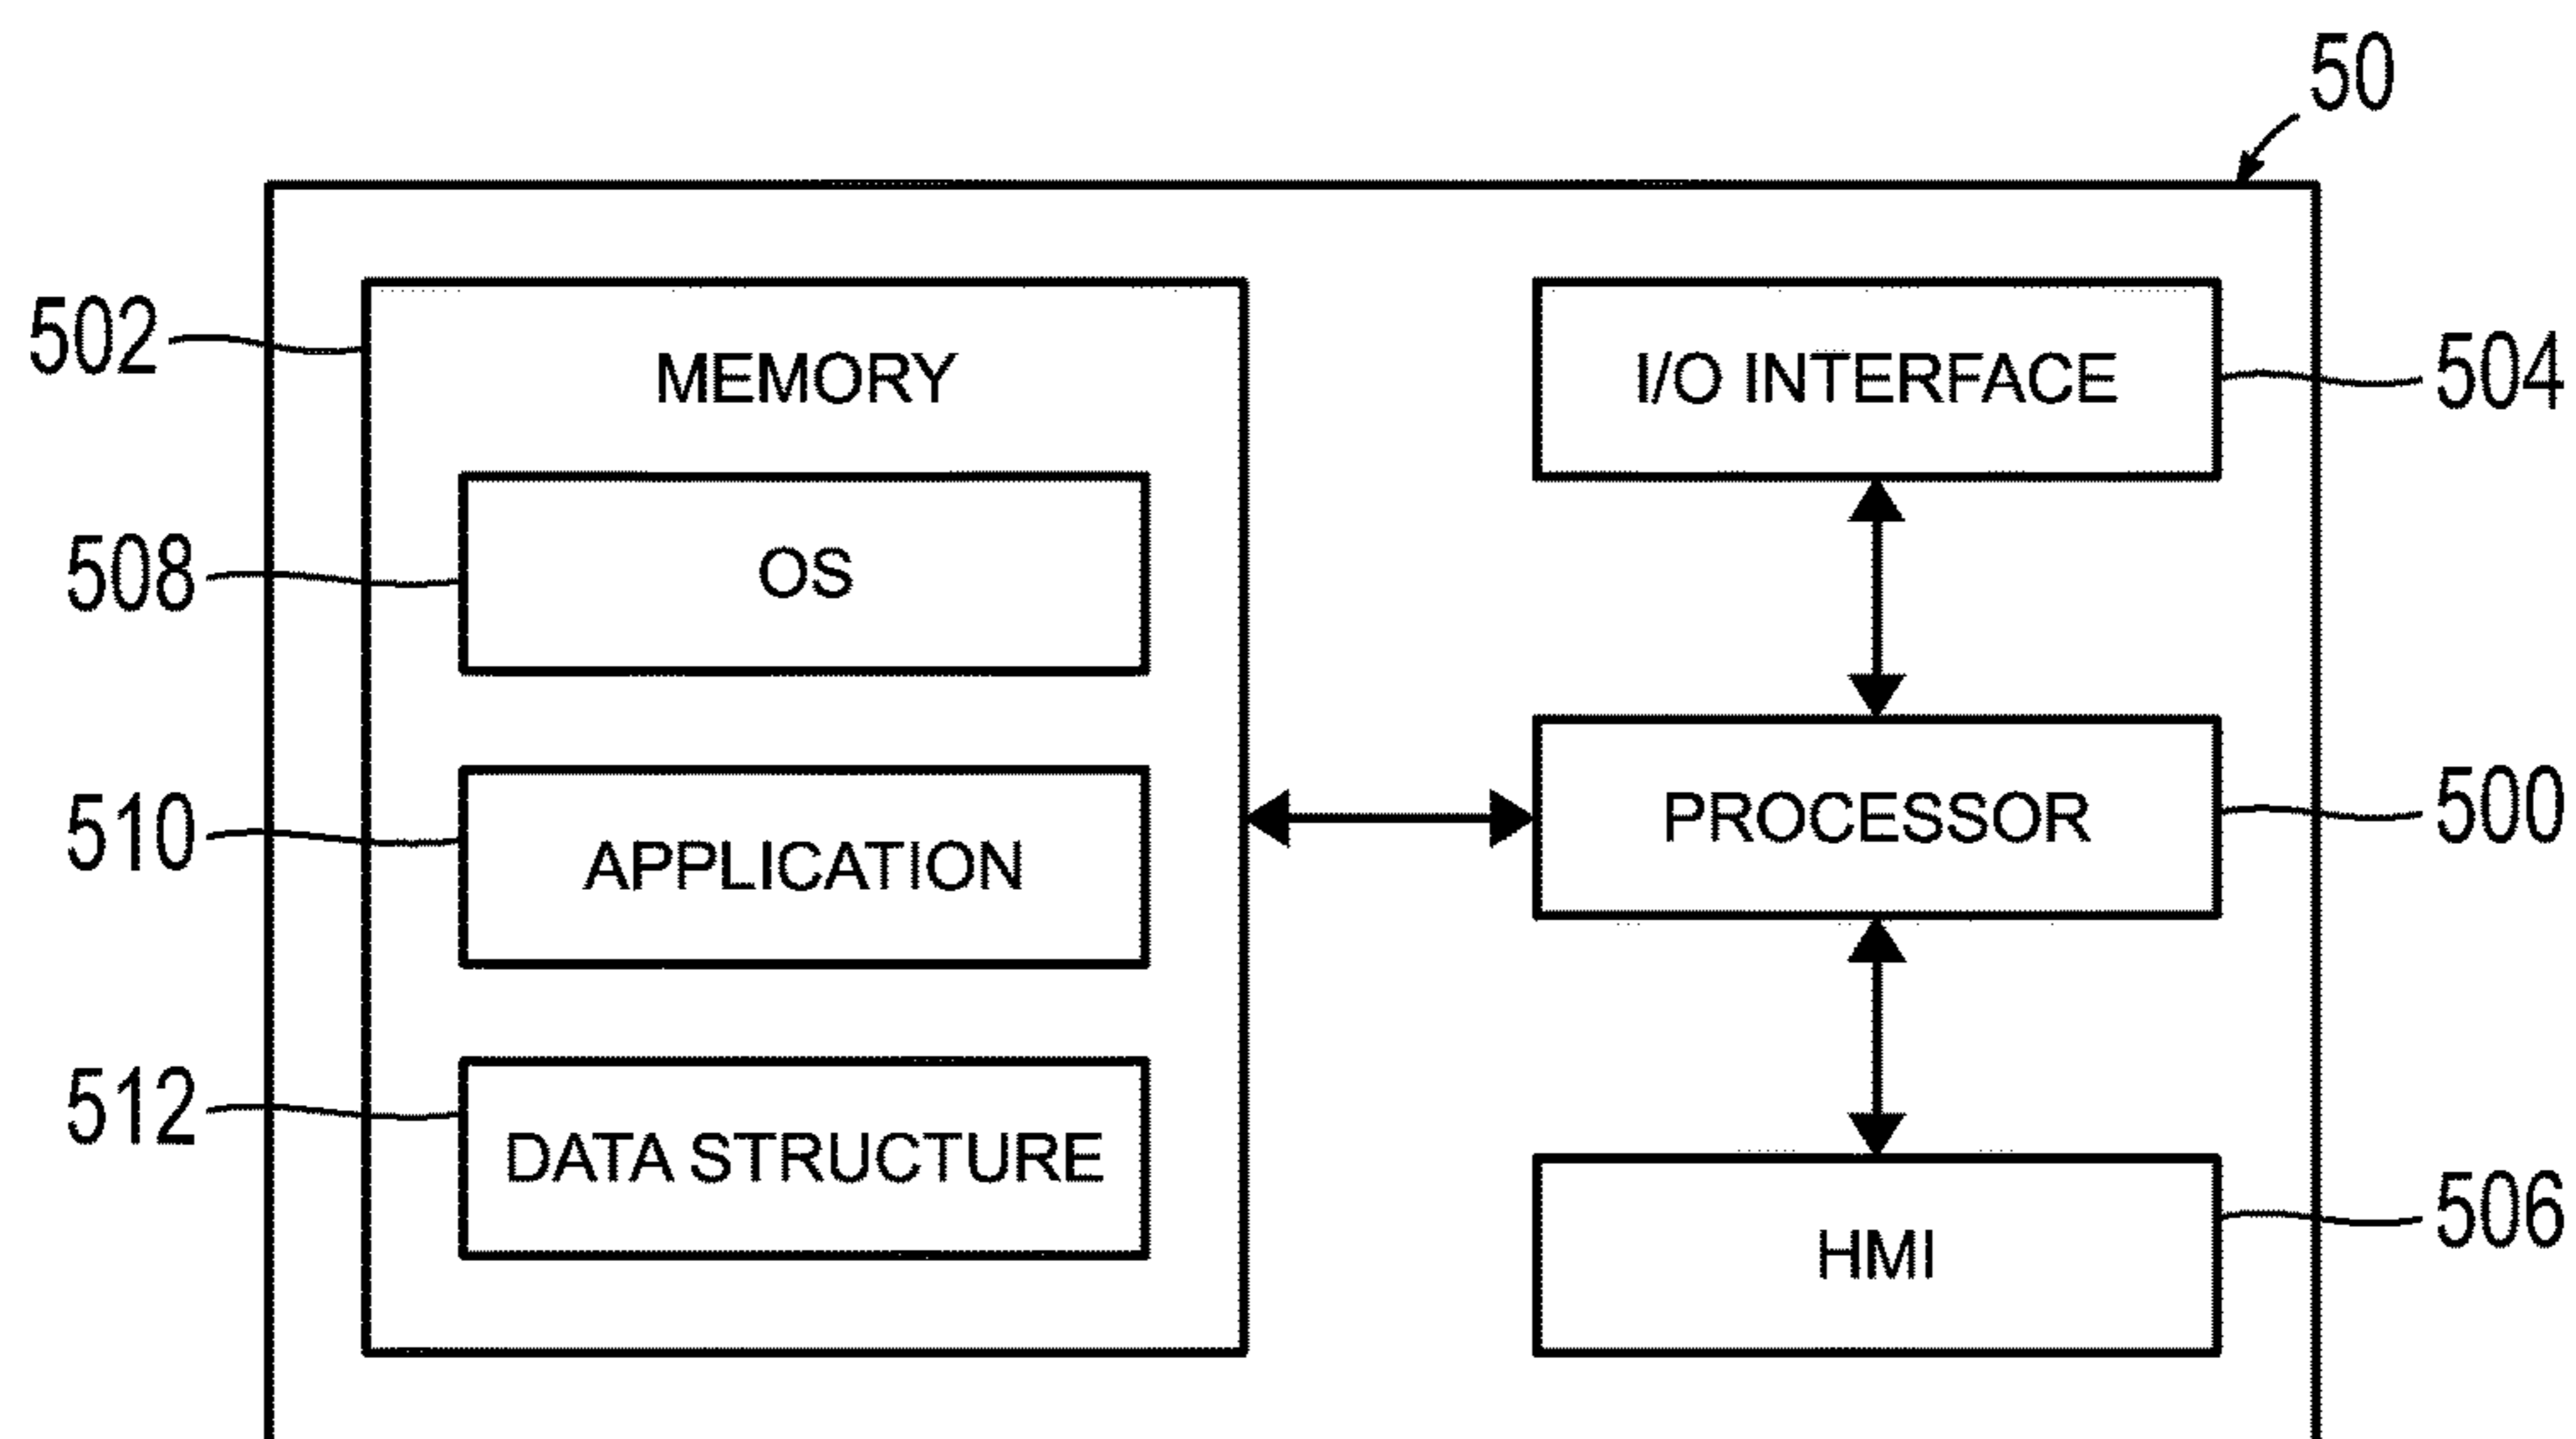 50
502
MEMORY
I/O INTERFACE
504
508
OS
510
APPLICATION
PROCESSOR
500
512
DATA STRUCTURE
HMI
506